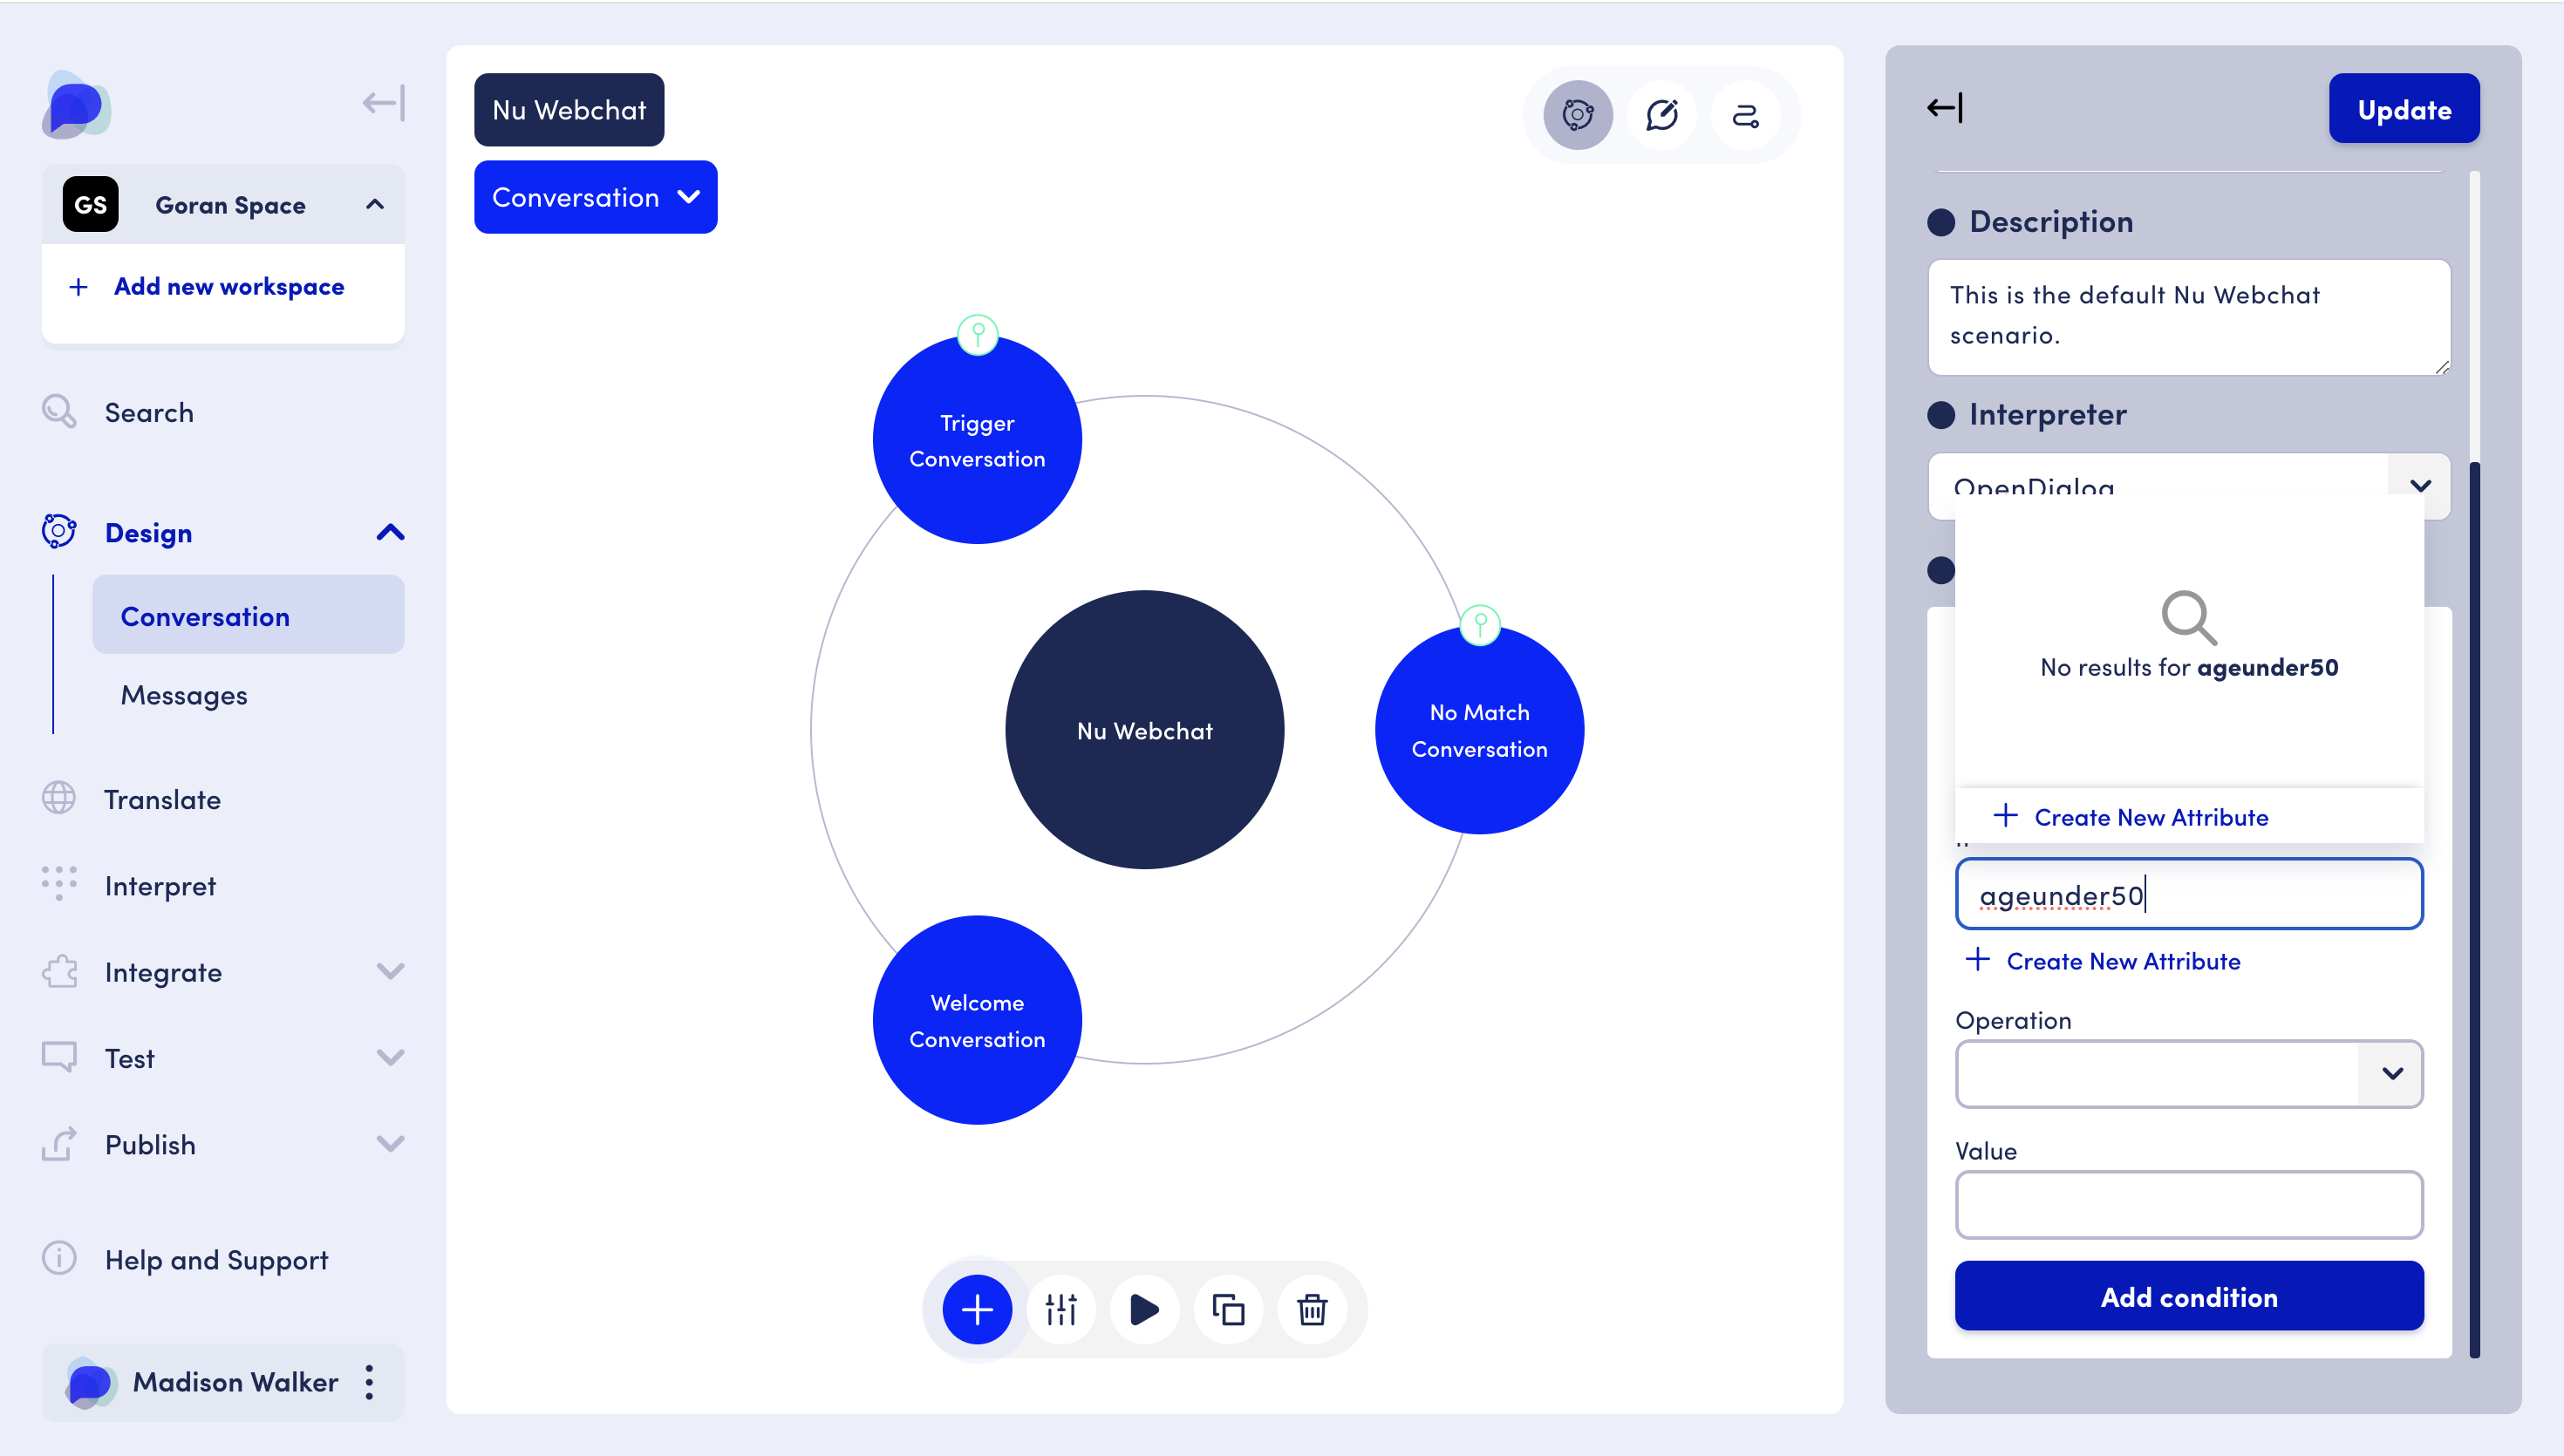 GS
Goran Space
Add new workspace
Search
Design
Conversation
Messages
Translate
Interpret
Integrate
Test
Publish
Help and Support
Madison Walker
Nu Webchat
Conversation
Trigger
Conversation
Nu Webchat
No Match
Conversation
Welcome
Conversation
Update
Description
This is the default Nu Webchat
scenario.
Interpreter
OpenDialog
No results for ageunder50
Create New Attribute
ageunder50
Create New Attribute
Operation
Value
Add condition